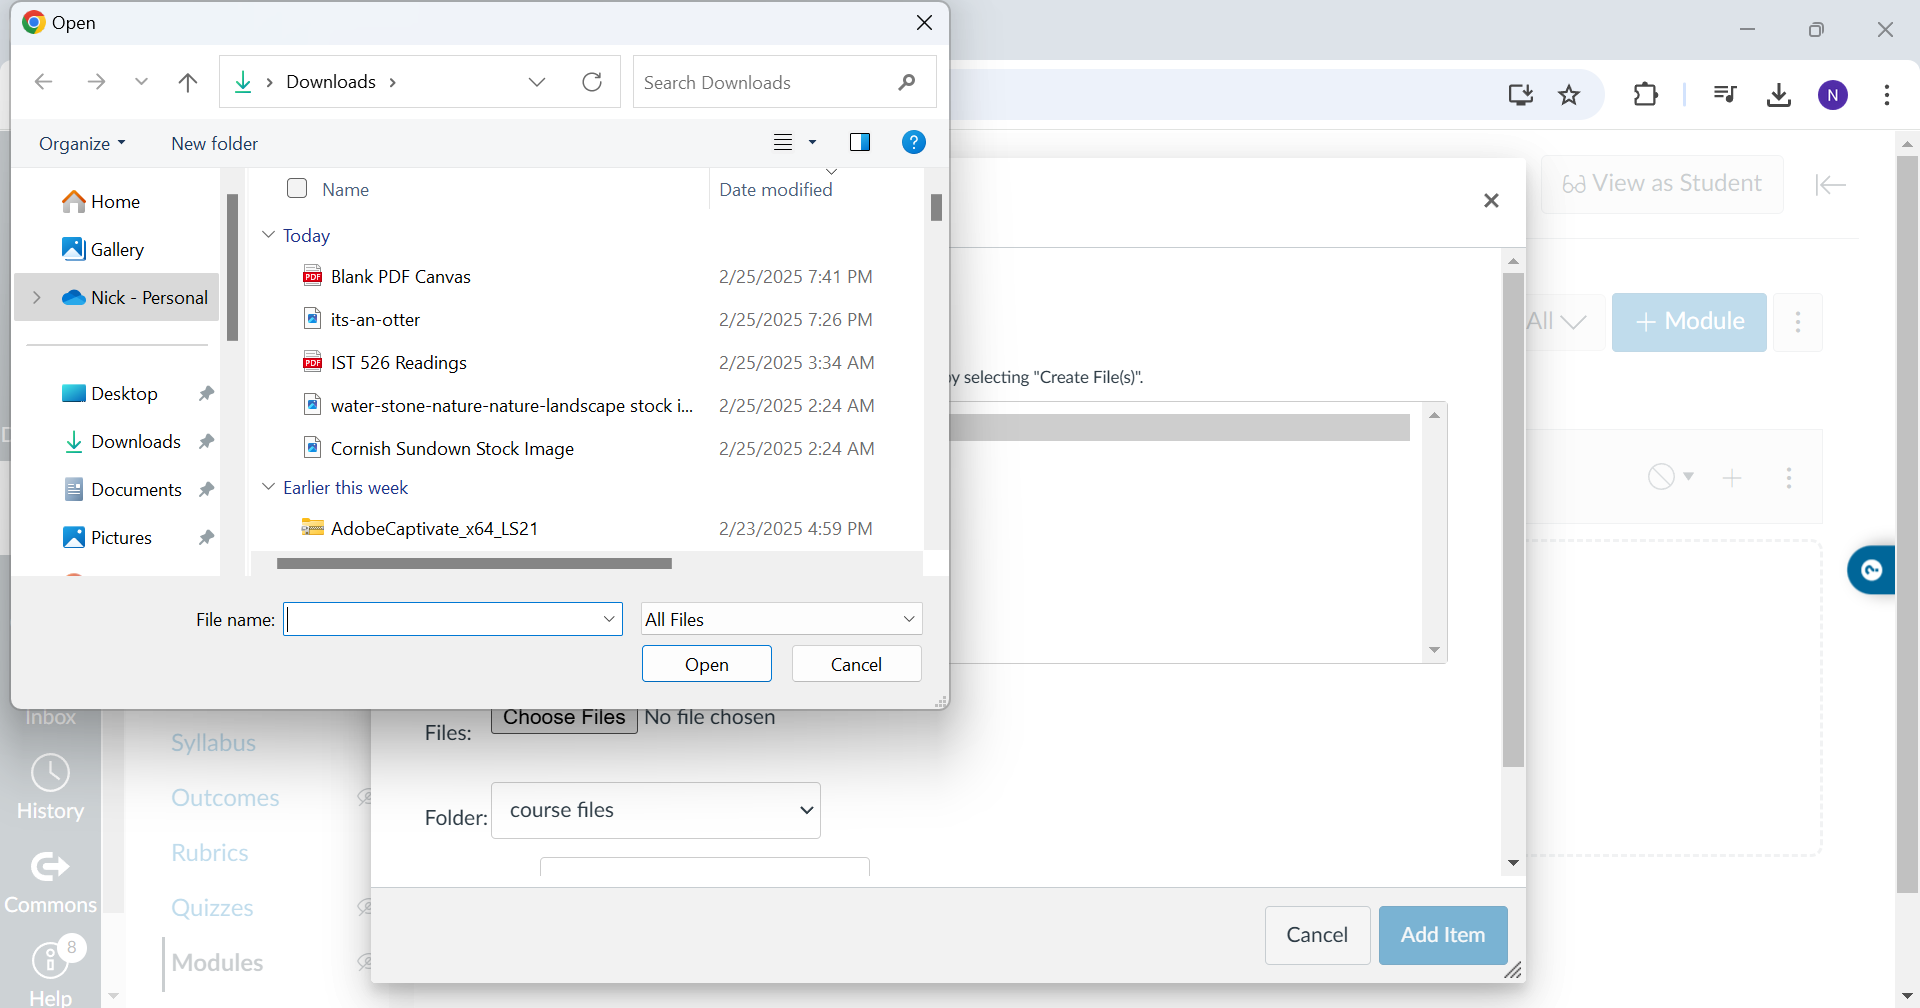 Open
Downloads
Search Downloads
N
Organize
New folder
?
Home
Gallery
Nick - Personal
Desktop
Downloads
Documents
Pictures
Name
Date modified
Today
Blank PDF Canvas 2/25/2025 7:41 PM
its-an-otter 2/25/2025 7:26 PM
IST 526 Readings 2/25/2025 3:34 AM
water-stone-nature-nature-landscape stock i... 2/25/2025 2:24 AM
Cornish Sundown Stock Image 2/25/2025 2:24 AM
Earlier this week
AdobeCaptivate_x64_LS21 2/23/2025 4:59 PM
File name:
All Files
Open
Cancel
View as Student
All
+ Module
y selecting "Create File(s)".
Files:
Choose Files No file chosen
Folder:
course files
Cancel
Add Item
Inbox
History
Commons
8
Help
Syllabus
Outcomes
Rubrics
Quizzes
Modules